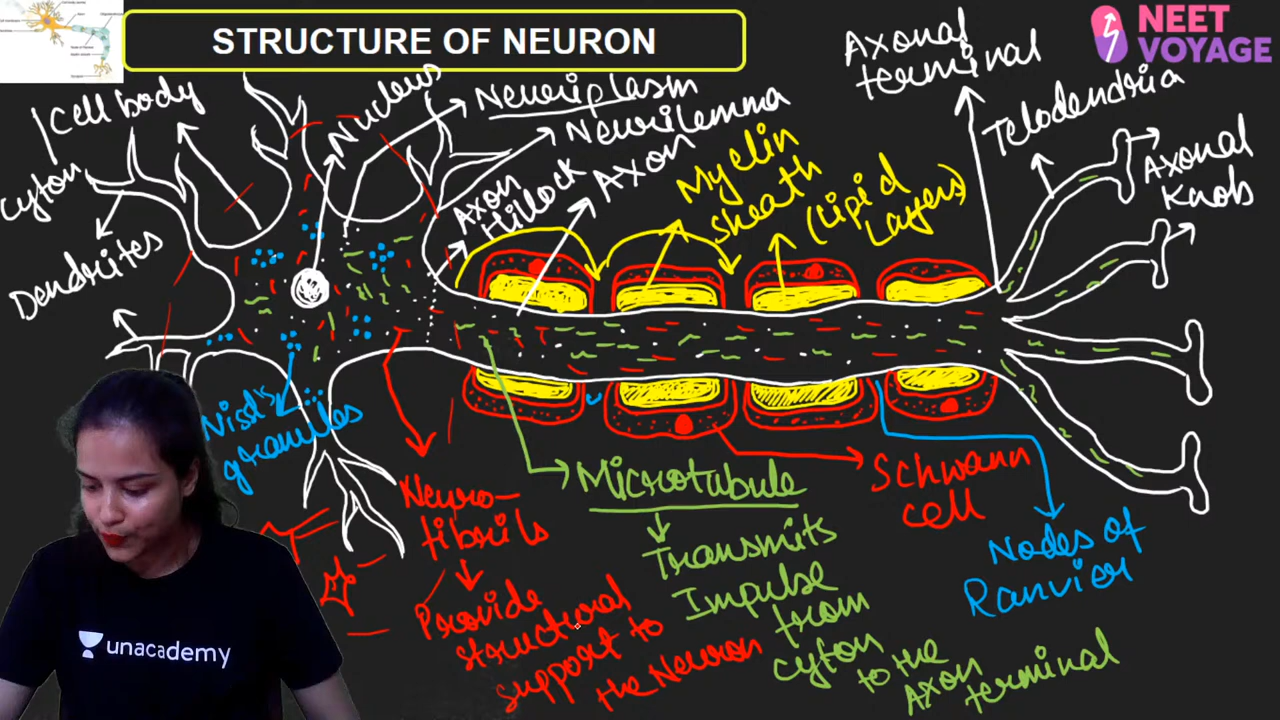 STRUCTURE OF NEURON
NEET
VOYAGE
Cell body
Cyton
Dendrites
Nucleus
Neuriplasm
Neurilemma
Axon
Hillock
Axon
Myelin
sheath
(Lipid
Layers)
Axonal
terminal
Telodendria
Axonal
Knob
Nissl's
granules
Neuro-
fibrils
Provide
structural
support to
the Neuron
Microtubule
Transmits
Impulse
from
cyton
to the
Axon
terminal
Schwann
cell
Nodes of
Ranvier
unacademy